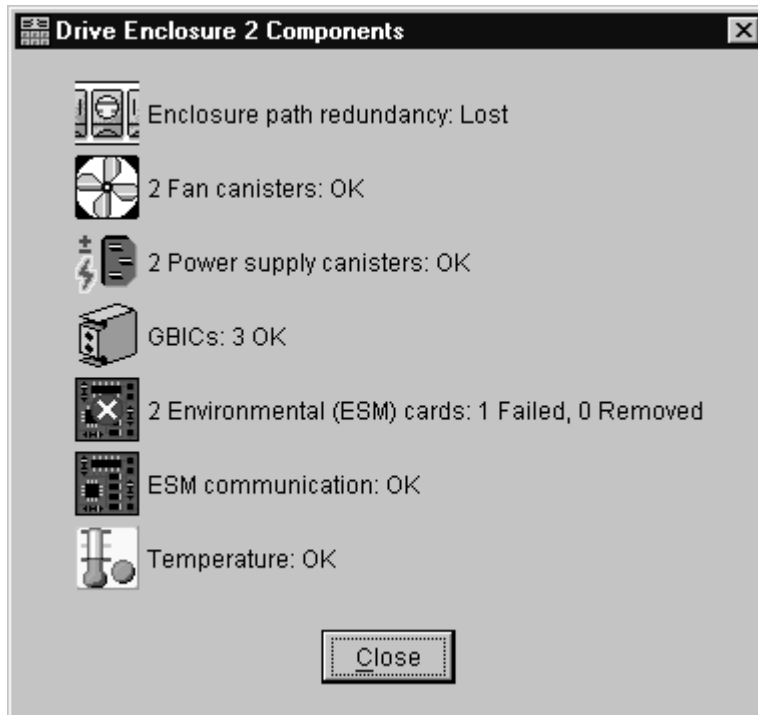 Drive Enclosure 2 Components
Enclosure path redundancy: Lost
2 Fan canisters: OK
2 Power supply canisters: OK
GBICs: 3 OK
2 Environmental (ESM) cards: 1 Failed, 0 Removed
ESM communication: OK
Temperature: OK
Close